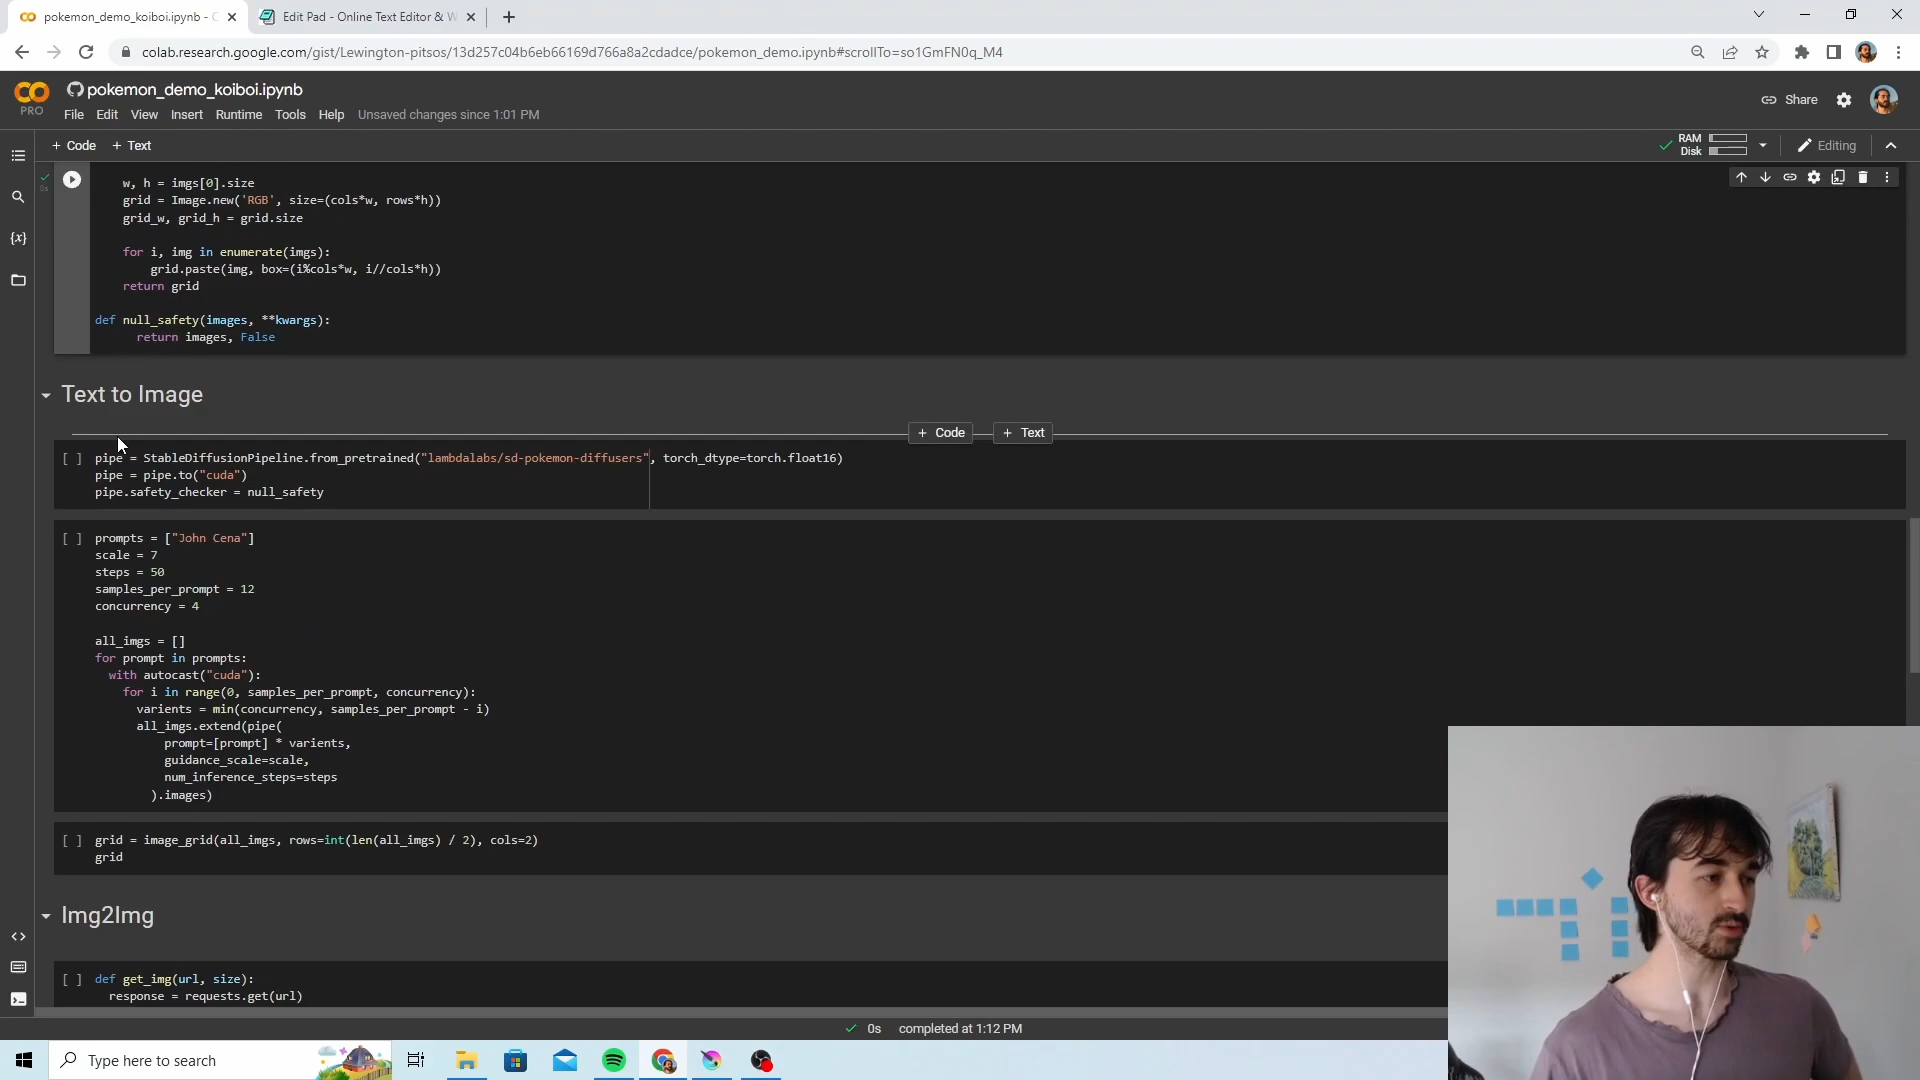 pokemon_demo_koiboi.ipynb - C
Edit Pad - Online Text Editor & W
colab.research.google.com/gist/Lewington-pitsos/13d257c04b6eb66169d766a8a2cdadce/pokemon_demo.ipynb#scrollTo=so1GmFN0q_M4
CO
PRO
pokemon_demo_koiboi.ipynb
File Edit View Insert Runtime Tools Help Unsaved changes since 1:01 PM
Share
+ Code + Text
RAM
Disk
Editing
{x}
0s
w, h = imgs[0].size
grid = Image.new('RGB', size=(cols*w, rows*h))
grid_w, grid_h = grid.size
for i, img in enumerate(imgs):
grid.paste(img, box=(i%cols*w, i//cols*h))
return grid
def null_safety(images, **kwargs):
return images, False
Text to Image
+ Code + Text
[ ] pipe = StableDiffusionPipeline.from_pretrained("lambdalabs/sd-pokemon-diffusers", torch_dtype=torch.float16)
pipe = pipe.to("cuda")
pipe.safety_checker = null_safety
[ ] prompts = ["John Cena"]
scale = 7
steps = 50
samples_per_prompt = 12
concurrency = 4
all_imgs = []
for prompt in prompts:
with autocast("cuda"):
for i in range(0, samples_per_prompt, concurrency):
varients = min(concurrency, samples_per_prompt - i)
all_imgs.extend(pipe(
prompt=[prompt] * varients,
guidance_scale=scale,
num_inference_steps=steps
).images)
[ ] grid = image_grid(all_imgs, rows=int(len(all_imgs) / 2), cols=2)
grid
Img2Img
[ ] def get_img(url, size):
response = requests.get(url)
0s completed at 1:12 PM
Type here to search